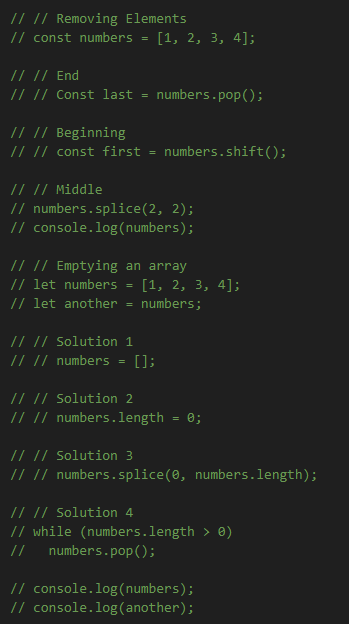 // // Removing Elements
// const numbers = [1, 2, 3, 4];
// // End
// // Const last = numbers.pop();
// // Beginning
// // const first = numbers.shift();
// // Middle
// numbers.splice(2, 2);
// console.log(numbers);
// // Emptying an array
// let numbers = [1, 2, 3, 4];
// let another = numbers;
// // Solution 1
// // numbers = [];
// // Solution 2
// // numbers.length = 0;
// // Solution 3
// // numbers.splice(0, numbers.length);
// // Solution 4
// while (numbers.length > 0)
//   numbers.pop();
// console.log(numbers);
// console.log(another);